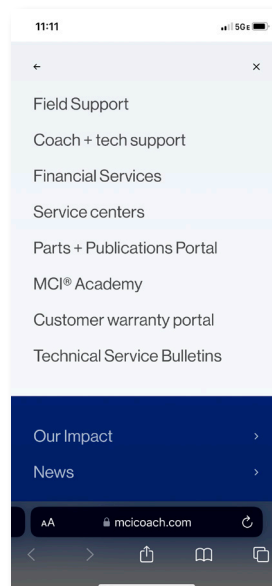 11:11
5GE
Field Support
Coach + tech support
Financial Services
Service centers
Parts + Publications Portal
MCI® Academy
Customer warranty portal
Technical Service Bulletins
Our Impact
News
AA mcicoach.com